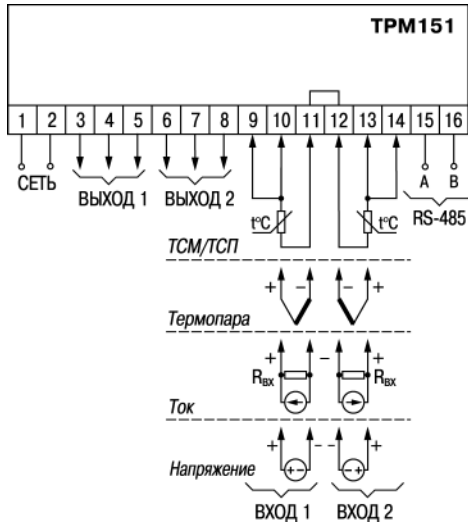 ТРМ151
1 2 3 4 5 6 7 8 9 10 11 12 13 14 15 16
СЕТЬ ВЫХОД 1 ВЫХОД 2 A B
RS-485
t°C t°C
ТСМ/ТСП
+ - - +
Термопара
+ - +
Rвх Rвх
Ток
+ - - +
+- -+
Напряжение
ВХОД 1 ВХОД 2